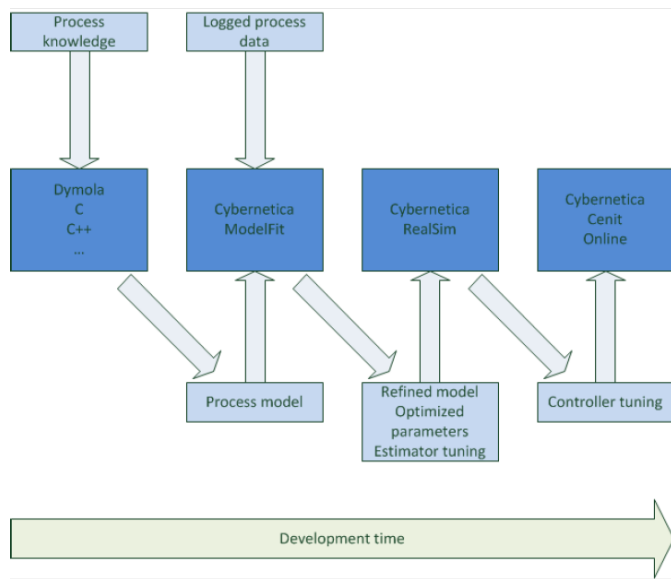 Process
knowledge
Logged process
data
Dymola
C
C++
...
Cybernetica
ModelFit
Cybernetica
RealSim
Cybernetica
Cenit
Online
Process model
Refined model
Optimized
parameters
Estimator tuning
Controller tuning
Development time